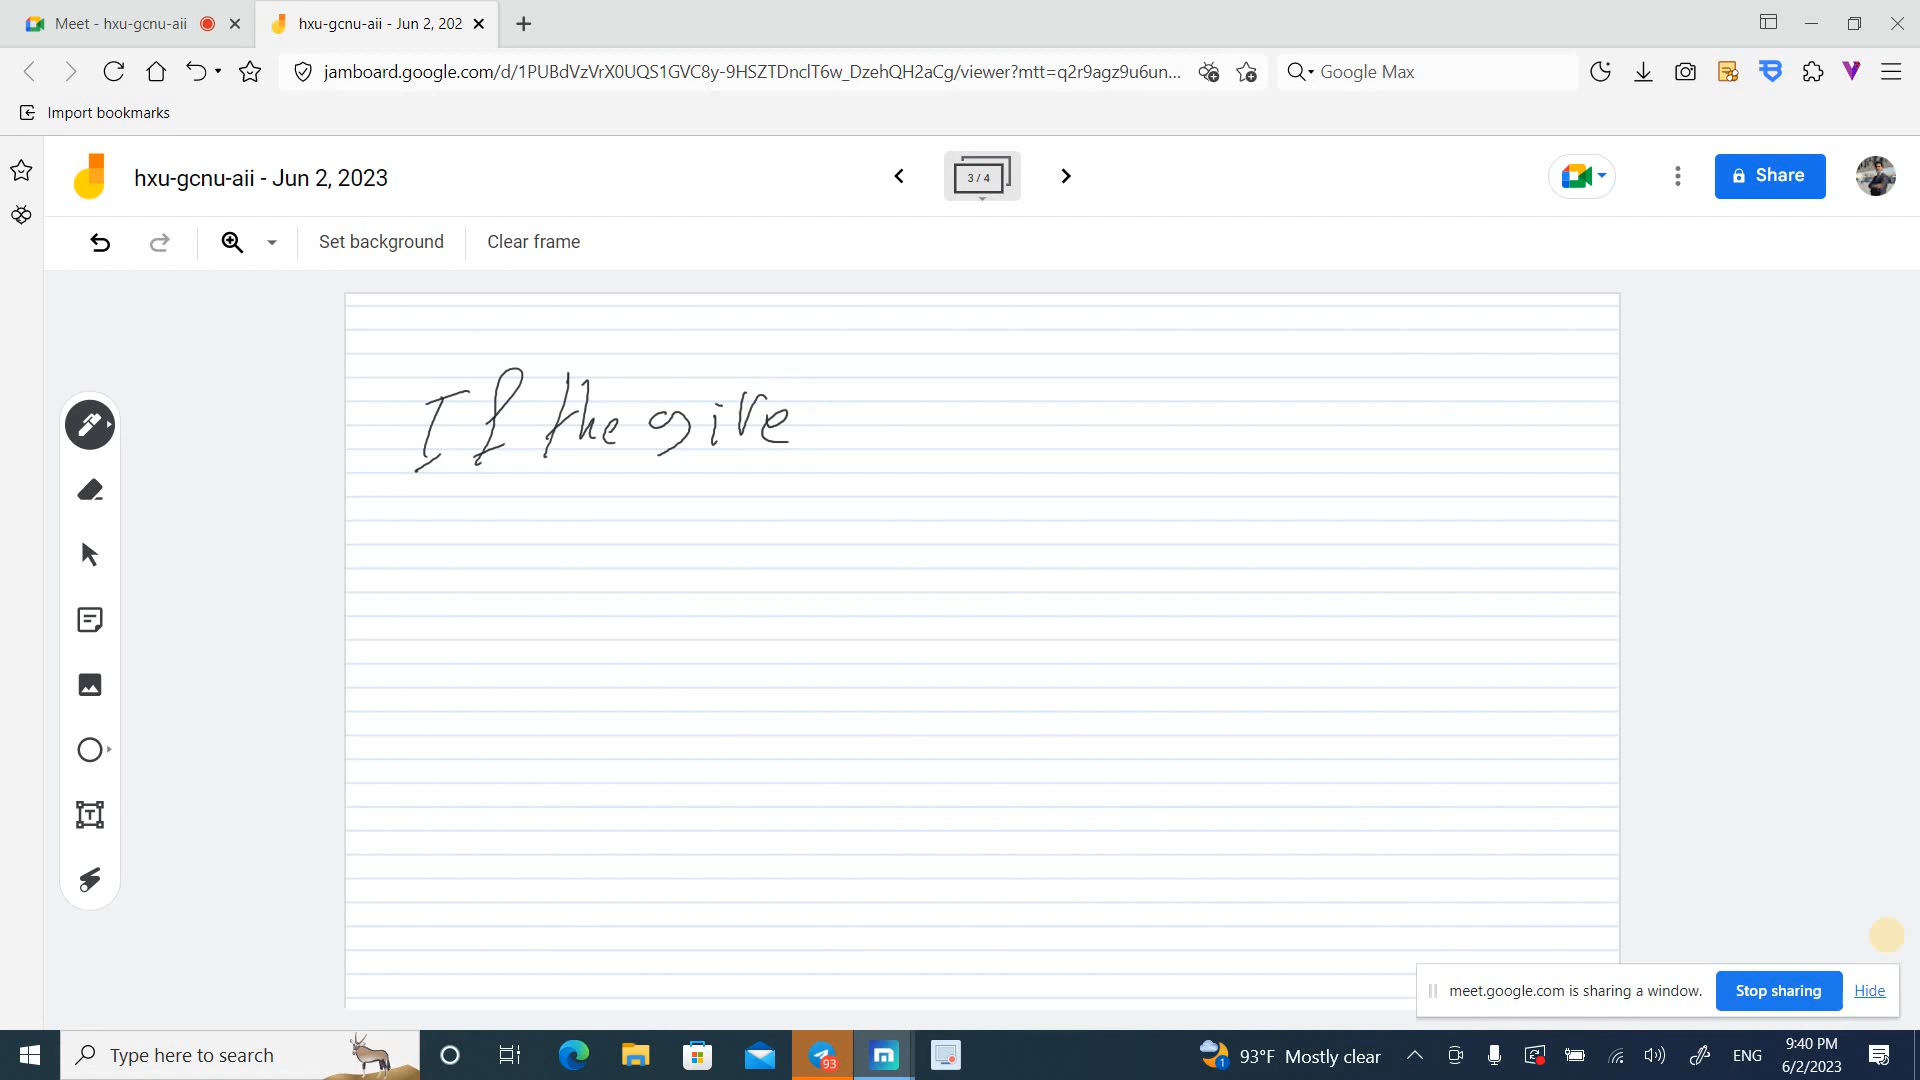 Meet - hxu-gcnu-aii
hxu-gcnu-aii - Jun 2, 202
jamboard.google.com/d/1PUBdVzVrX0UQS1GVC8y-9HSZTDnclT6w_DzehQH2aCg/viewer?mtt=q2r9agz9u6un...
Google Max
Import bookmarks
hxu-gcnu-aii - Jun 2, 2023
3 / 4
Share
Set background
Clear frame
If the give
meet.google.com is sharing a window.
Stop sharing
Hide
Type here to search
93
1
93°F Mostly clear
ENG
9:40 PM
6/2/2023